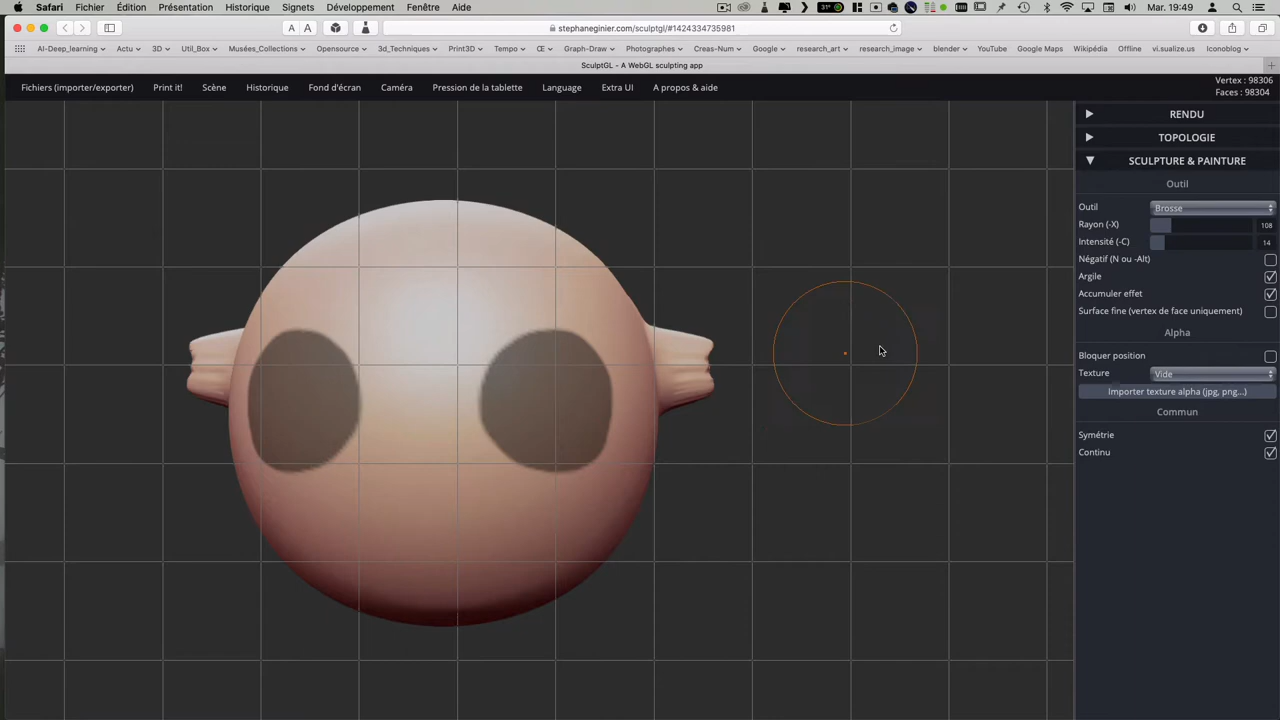 Safari Fichier Édition Présentation Historique Signets Développement Fenêtre Aide 31° Mar. 19:49
A A stephaneginier.com/sculptgl/#1424334735981
AI-Deep_learning Actu 3D Util_Box Musées_Collections Opensource 3d_Techniques Print3D Tempo Œ Graph-Draw Photographes Creas-Num Google research_art research_image blender YouTube Google Maps Wikipédia Offline vi.sualize.us Iconoblog
SculptGL - A WebGL sculpting app
Fichiers (importer/exporter) Print it! Scène Historique Fond d'écran Caméra Pression de la tablette Language Extra UI A propos & aide
Vertex : 98306
Faces : 98304
RENDU
TOPOLOGIE
SCULPTURE & PAINTURE
Outil
Outil Brosse
Rayon (-X) 108
Intensité (-C) 14
Négatif (N ou -Alt)
Argile
Accumuler effet
Surface fine (vertex de face uniquement)
Alpha
Bloquer position
Texture Vide
Importer texture alpha (jpg, png...)
Commun
Symétrie
Continu